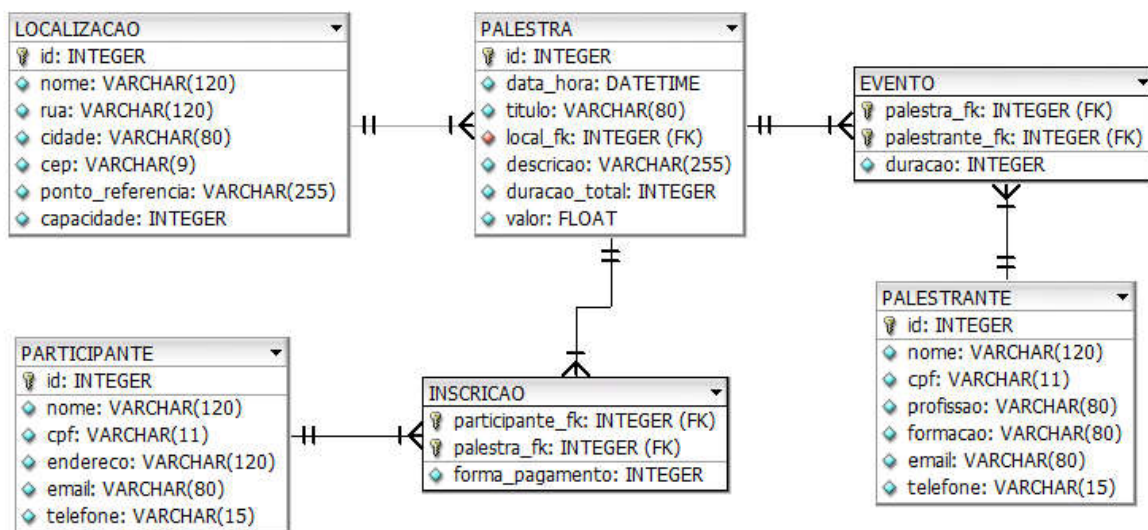 LOCALIZACAO
id: INTEGER
nome: VARCHAR(120)
rua: VARCHAR(120)
cidade: VARCHAR(80)
cep: VARCHAR(9)
ponto_referencia: VARCHAR(255)
capacidade: INTEGER
PALESTRA
id: INTEGER
data_hora: DATETIME
titulo: VARCHAR(80)
local_fk: INTEGER (FK)
descricao: VARCHAR(255)
duracao_total: INTEGER
valor: FLOAT
EVENTO
palestra_fk: INTEGER (FK)
palestrante_fk: INTEGER (FK)
duracao: INTEGER
PARTICIPANTE
id: INTEGER
nome: VARCHAR(120)
cpf: VARCHAR(11)
endereco: VARCHAR(120)
email: VARCHAR(80)
telefone: VARCHAR(15)
INSCRICAO
participante_fk: INTEGER (FK)
palestra_fk: INTEGER (FK)
forma_pagamento: INTEGER
PALESTRANTE
id: INTEGER
nome: VARCHAR(120)
cpf: VARCHAR(11)
profissao: VARCHAR(80)
formacao: VARCHAR(80)
email: VARCHAR(80)
telefone: VARCHAR(15)